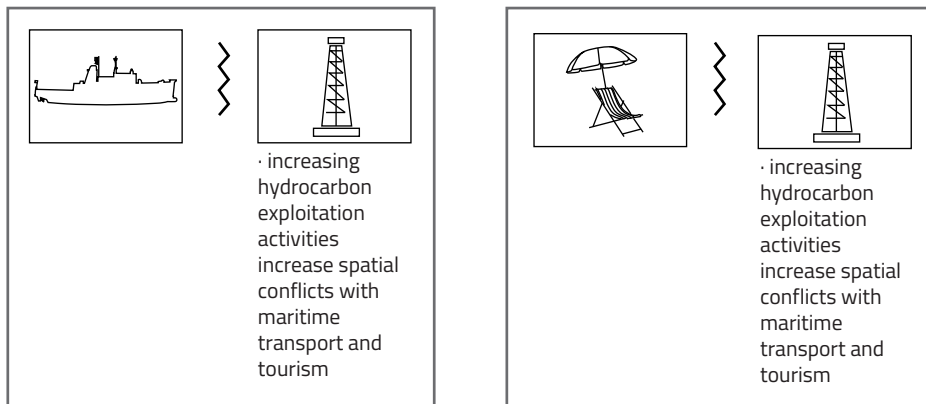 · increasing
hydrocarbon
exploitation
activities
increase spatial
conflicts with
maritime
transport and
tourism
· increasing
hydrocarbon
exploitation
activities
increase spatial
conflicts with
maritime
transport and
tourism